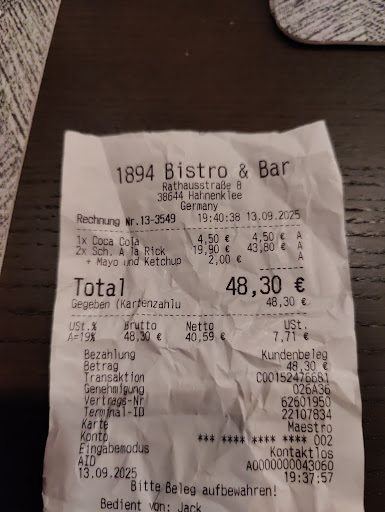 1894 Bistro & Bar
Rathausstraße 8
38644 Hahnenklee
Germany
Rechnung Nr.13-3549 19:40:38 13.09.2025
1x Coca Cola 4,50 € 4,50 € A
2x Sch. A la Rick 19,90 € 43,80 € A
+ Mayo und Ketchup 2,00 € A
Total 48,30 €
Gegeben (Kartenzahlu 48,30 €
USt.% Brutto Netto USt.
A=19% 48,30 € 40,59 € 7,71 €
Bezahlung Kundenbeleg
Betrag 48,30 €
Transaktion C00152476681
Genehmigung 026A36
Vertrags-Nr 62601950
Terminal-ID 22107834
Karte Maestro
Konto *** **** **** **** 002
Eingabemodus Kontaktlos
AID A0000000043060
13.09.2025 19:37:57
Bitte Beleg aufbewahren!
Bedient von: Jack